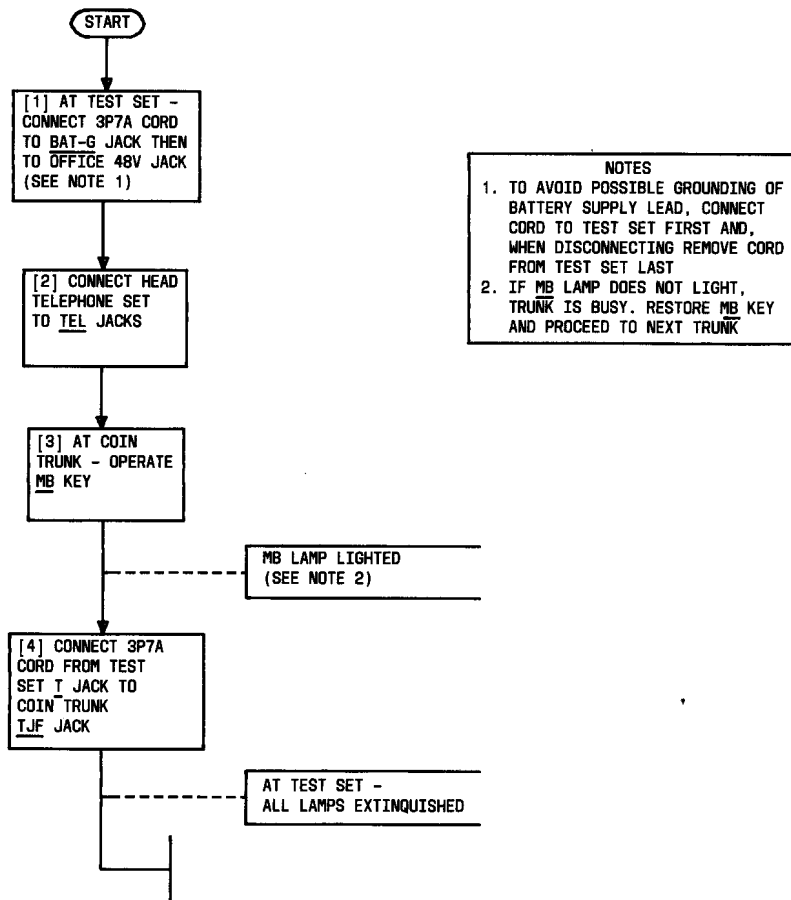 START
[1] AT TEST SET -
CONNECT 3P7A CORD
TO BAT-G JACK THEN
TO OFFICE 48V JACK
(SEE NOTE 1)
[2] CONNECT HEAD
TELEPHONE SET
TO TEL JACKS
[3] AT COIN
TRUNK - OPERATE
MB KEY
MB LAMP LIGHTED
(SEE NOTE 2)
[4] CONNECT 3P7A
CORD FROM TEST
SET T JACK TO
COIN TRUNK
TJF JACK
AT TEST SET -
ALL LAMPS EXTINGUISHED
NOTES
1. TO AVOID POSSIBLE GROUNDING OF
BATTERY SUPPLY LEAD, CONNECT
CORD TO TEST SET FIRST AND,
WHEN DISCONNECTING REMOVE CORD
FROM TEST SET LAST
2. IF MB LAMP DOES NOT LIGHT,
TRUNK IS BUSY. RESTORE MB KEY
AND PROCEED TO NEXT TRUNK